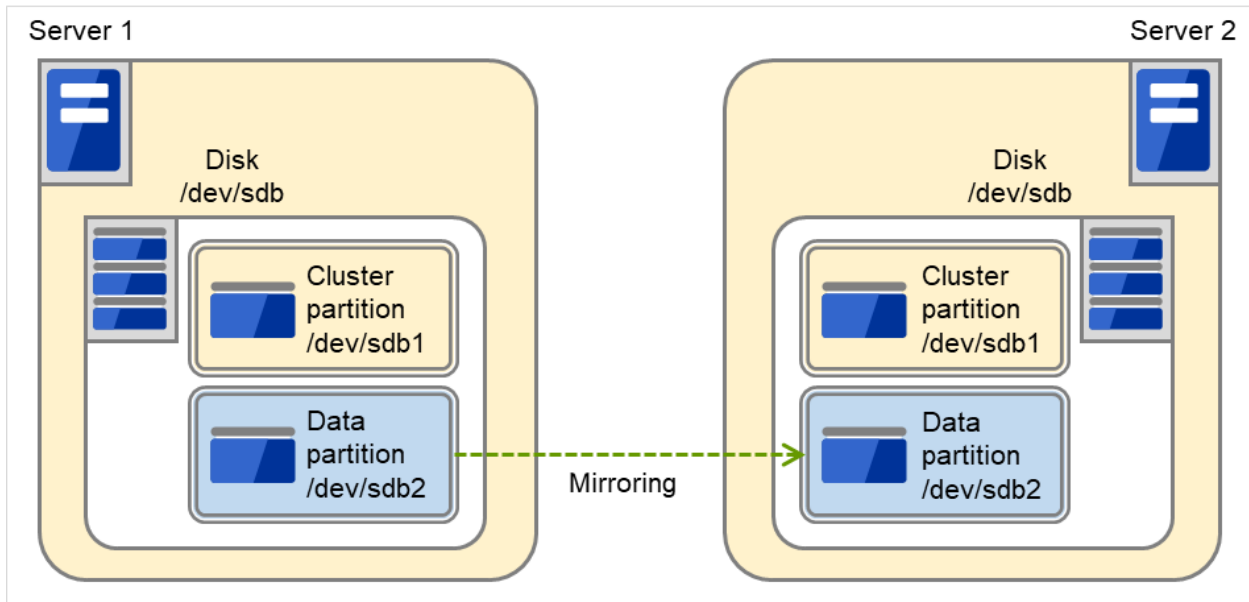 Server 1
Server 2
Disk
/dev/sdb
Disk
/dev/sdb
Cluster
partition
/dev/sdb1
Cluster
partition
/dev/sdb1
Data
partition
/dev/sdb2
Mirroring
Data
partition
/dev/sdb2